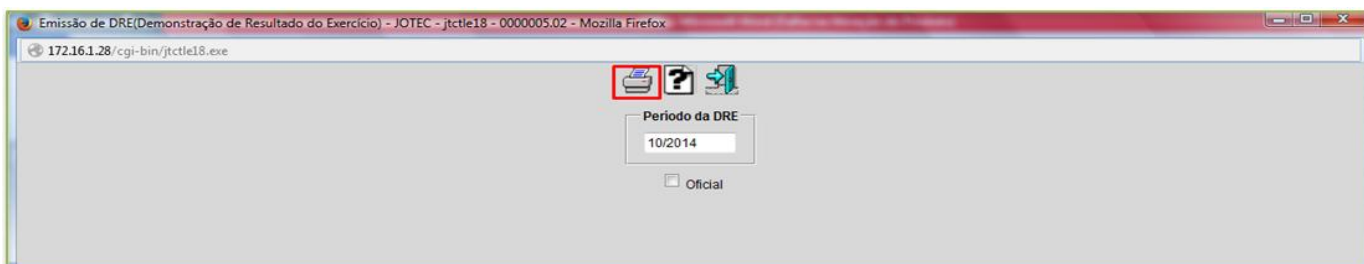 Emissão de DRE(Demonstração de Resultado do Exercício) - JOTEC - jtctle18 - 0000005.02 - Mozilla Firefox
172.16.1.28/cgi-bin/jtctle18.exe
Periodo da DRE
10/2014
Oficial